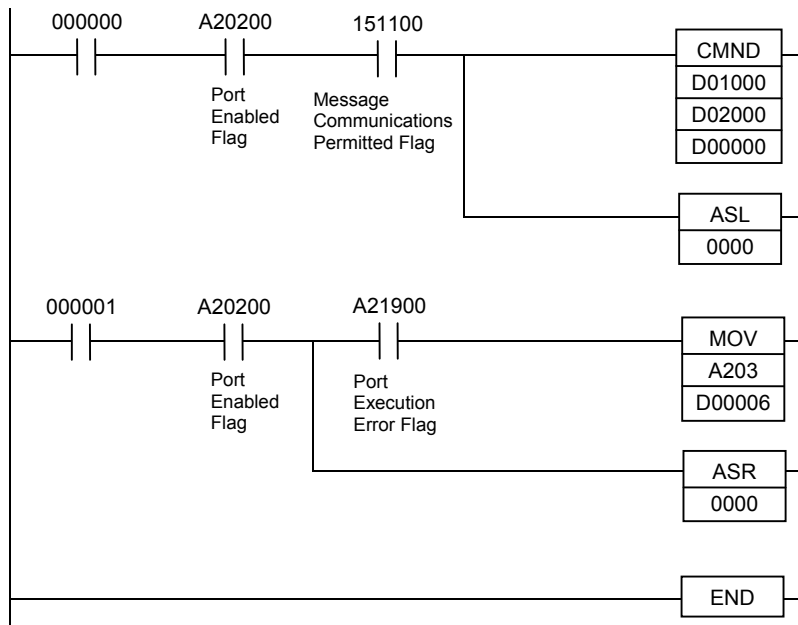 000000 A20200 151100
Port
Enabled
Flag
Message
Communications
Permitted Flag
CMND
D01000
D02000
D00000
ASL
0000
000001 A20200 A21900
Port
Enabled
Flag
Port
Execution
Error Flag
MOV
A203
D00006
ASR
0000
END